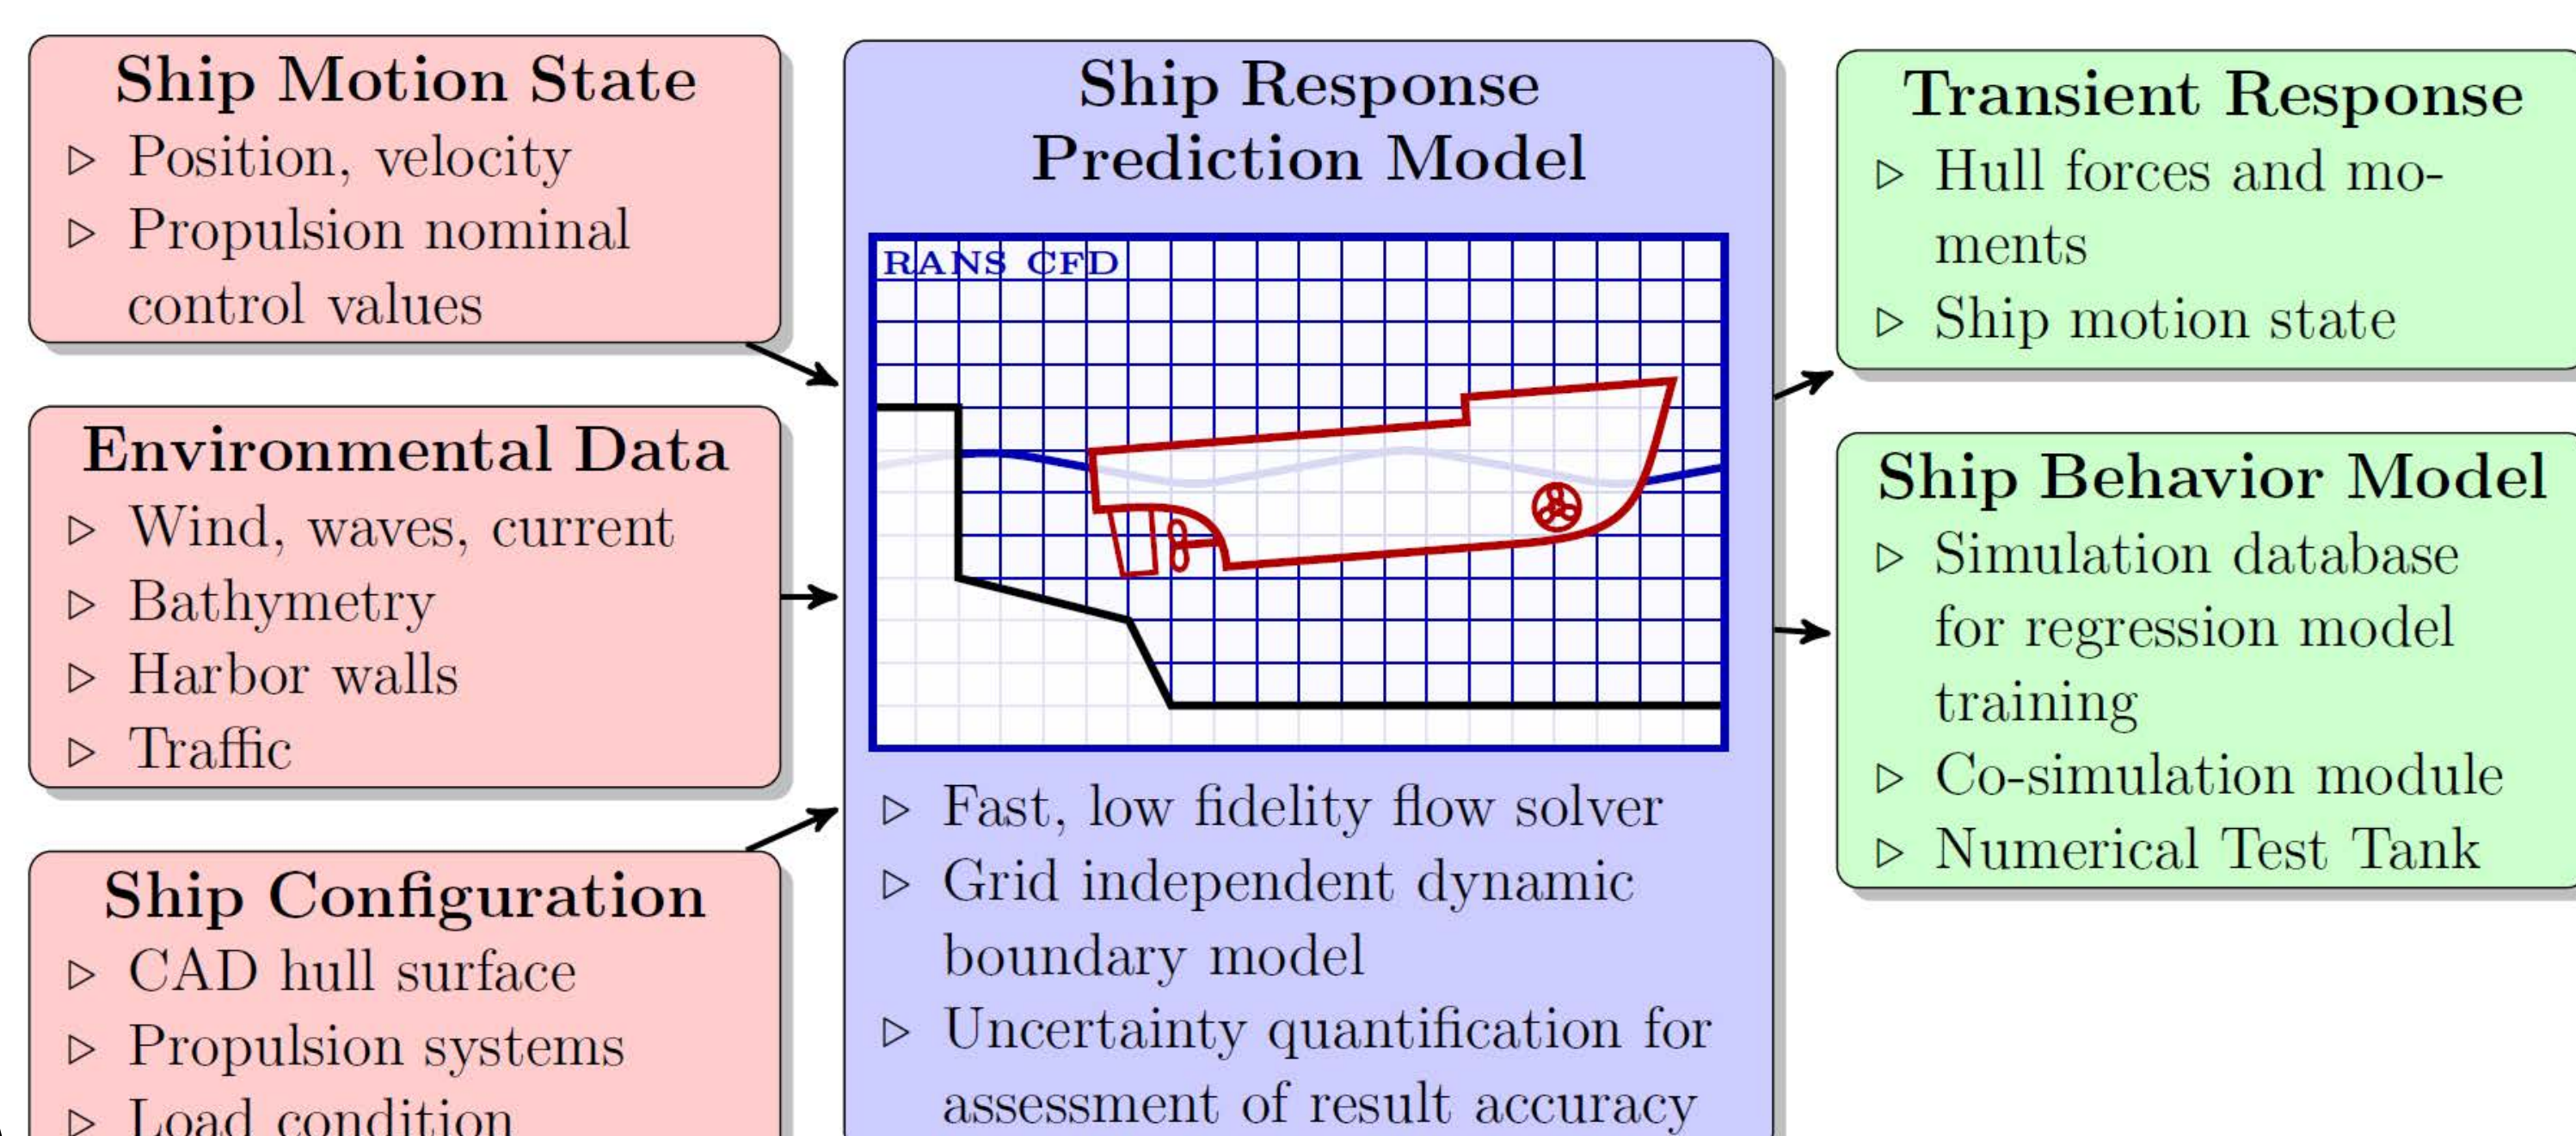 Ship Motion State
▷ Position, velocity
▷ Propulsion nominal
control values
Environmental Data
▷ Wind, waves, current
▷ Bathymetry
▷ Harbor walls
▷ Traffic
Ship Configuration
▷ CAD hull surface
▷ Propulsion systems
▷ Load condition
Ship Response
Prediction Model
RANS CFD
▷ Fast, low fidelity flow solver
▷ Grid independent dynamic
boundary model
▷ Uncertainty quantification for
assessment of result accuracy
Transient Response
▷ Hull forces and mo-
ments
▷ Ship motion state
Ship Behavior Model
▷ Simulation database
for regression model
training
▷ Co-simulation module
▷ Numerical Test Tank